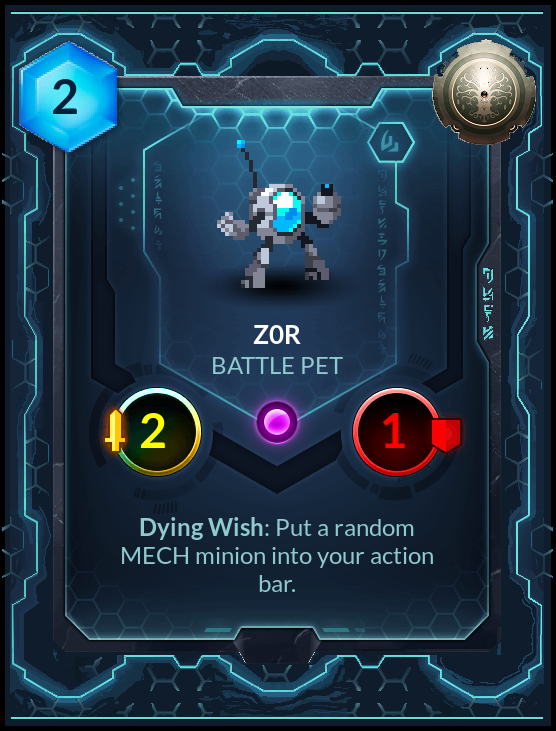 2
Z0R
BATTLE PET
2
1
Dying Wish: Put a random
MECH minion into your action
bar.